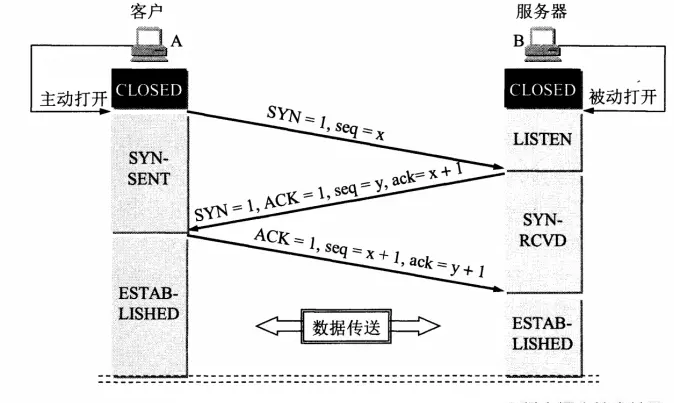 客户
服务器
A
B
CLOSED
CLOSED
主动打开
被动打开
SYN = 1, seq = x
LISTEN
SYN-
SENT
SYN = 1, ACK = 1, seq = y, ack= x + 1
SYN-
RCVD
ACK = 1, seq = x + 1, ack = y + 1
ESTAB-
LISHED
数据传送
ESTAB-
LISHED